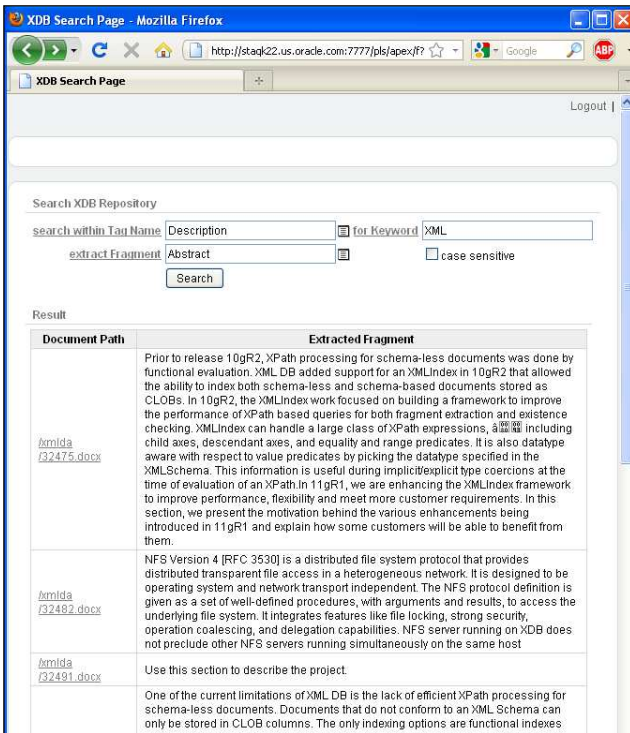 XDB Search Page - Mozilla Firefox
http://staqk22.us.oracle.com:7777/pls/apex/f?
Google
ABP
XDB Search Page
Logout |
Search XDB Repository
search within Tag Name Description for Keyword XML
extract Fragment Abstract case sensitive
Search
Result
Document Path Extracted Fragment
/xmlda
/32475.docx
Prior to release 10gR2, XPath processing for schema-less documents was done by
functional evaluation. XML DB added support for an XMLIndex in 10gR2 that allowed
the ability to index both schema-less and schema-based documents stored as
CLOBs. In 10gR2, the XMLIndex work focused on building a framework to improve
the performance of XPath based queries for both fragment extraction and existence
checking. XMLIndex can handle a large class of XPath expressions, â including
child axes, descendant axes, and equality and range predicates. It is also datatype
aware with respect to value predicates by picking the datatype specified in the
XMLSchema. This information is useful during implicit/explicit type coercions at the
time of evaluation of an XPath.In 11gR1, we are enhancing the XMLIndex framework
to improve performance, flexibility and meet more customer requirements. In this
section, we present the motivation behind the various enhancements being
introduced in 11gR1 and explain how some customers will be able to benefit from
them.
/xmlda
/32482.docx
NFS Version 4 [RFC 3530] is a distributed file system protocol that provides
distributed transparent file access in a heterogeneous network. It is designed to be
operating system and network transport independent. The NFS protocol definition is
given as a set of well-defined procedures, with arguments and results, to access the
underlying file system. It integrates features like file locking, strong security,
operation coalescing, and delegation capabilities. NFS server running on XDB does
not preclude other NFS servers running simultaneously on the same host
/xmlda
/32491.docx
Use this section to describe the project.
One of the current limitations of XML DB is the lack of efficient XPath processing for
schema-less documents. Documents that do not conform to an XML Schema can
only be stored in CLOB columns. The only indexing options are functional indexes